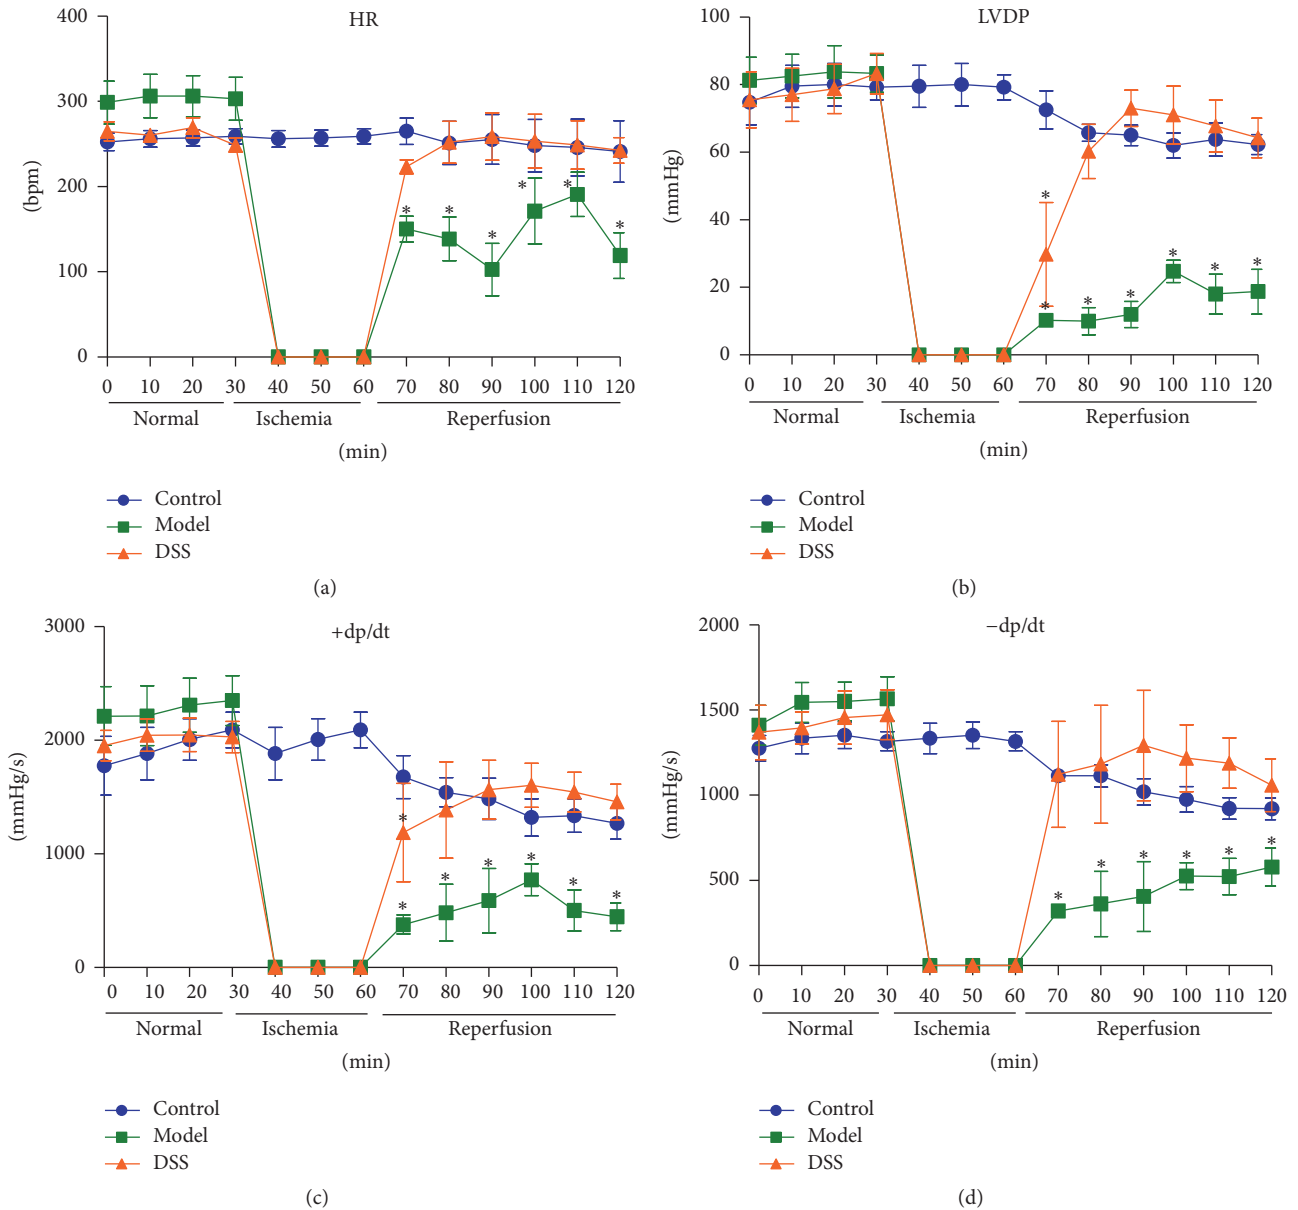 HR
(bpm)
400
300
200
100
0
0 10 20 30 40 50 60 70 80 90 100 110 120
* * * * * *
Normal Ischemia Reperfusion
(min)
Control
Model
DSS
(a)
LVDP
(mmHg)
100
80
60
40
20
0
0 10 20 30 40 50 60 70 80 90 100 110 120
* * * * * * *
Normal Ischemia Reperfusion
(min)
Control
Model
DSS
(b)
+dp/dt
(mmHg/s)
3000
2000
1000
0
0 10 20 30 40 50 60 70 80 90 100 110 120
* * * * * * *
Normal Ischemia Reperfusion
(min)
Control
Model
DSS
(c)
−dp/dt
(mmHg/s)
2000
1500
1000
500
0
0 10 20 30 40 50 60 70 80 90 100 110 120
* * * * * *
Normal Ischemia Reperfusion
(min)
Control
Model
DSS
(d)